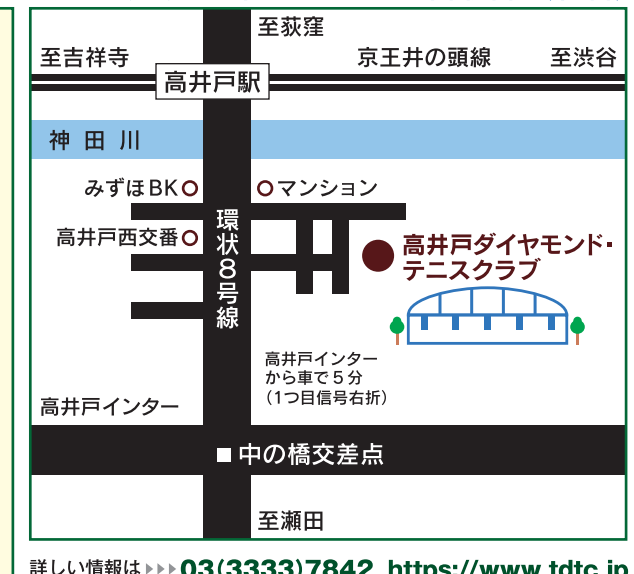 至荻窪
至吉祥寺
京王井の頭線
至渋谷
高井戸駅
神田川
みずほBK
マンション
環状8号線
高井戸西交番
高井戸ダイヤモンド・
テニスクラブ
高井戸インター
から車で5分
(1つ目信号右折)
高井戸インター
中の橋交差点
至瀬田
詳しい情報は 03(3333)7842 https://www.tdtc.jp